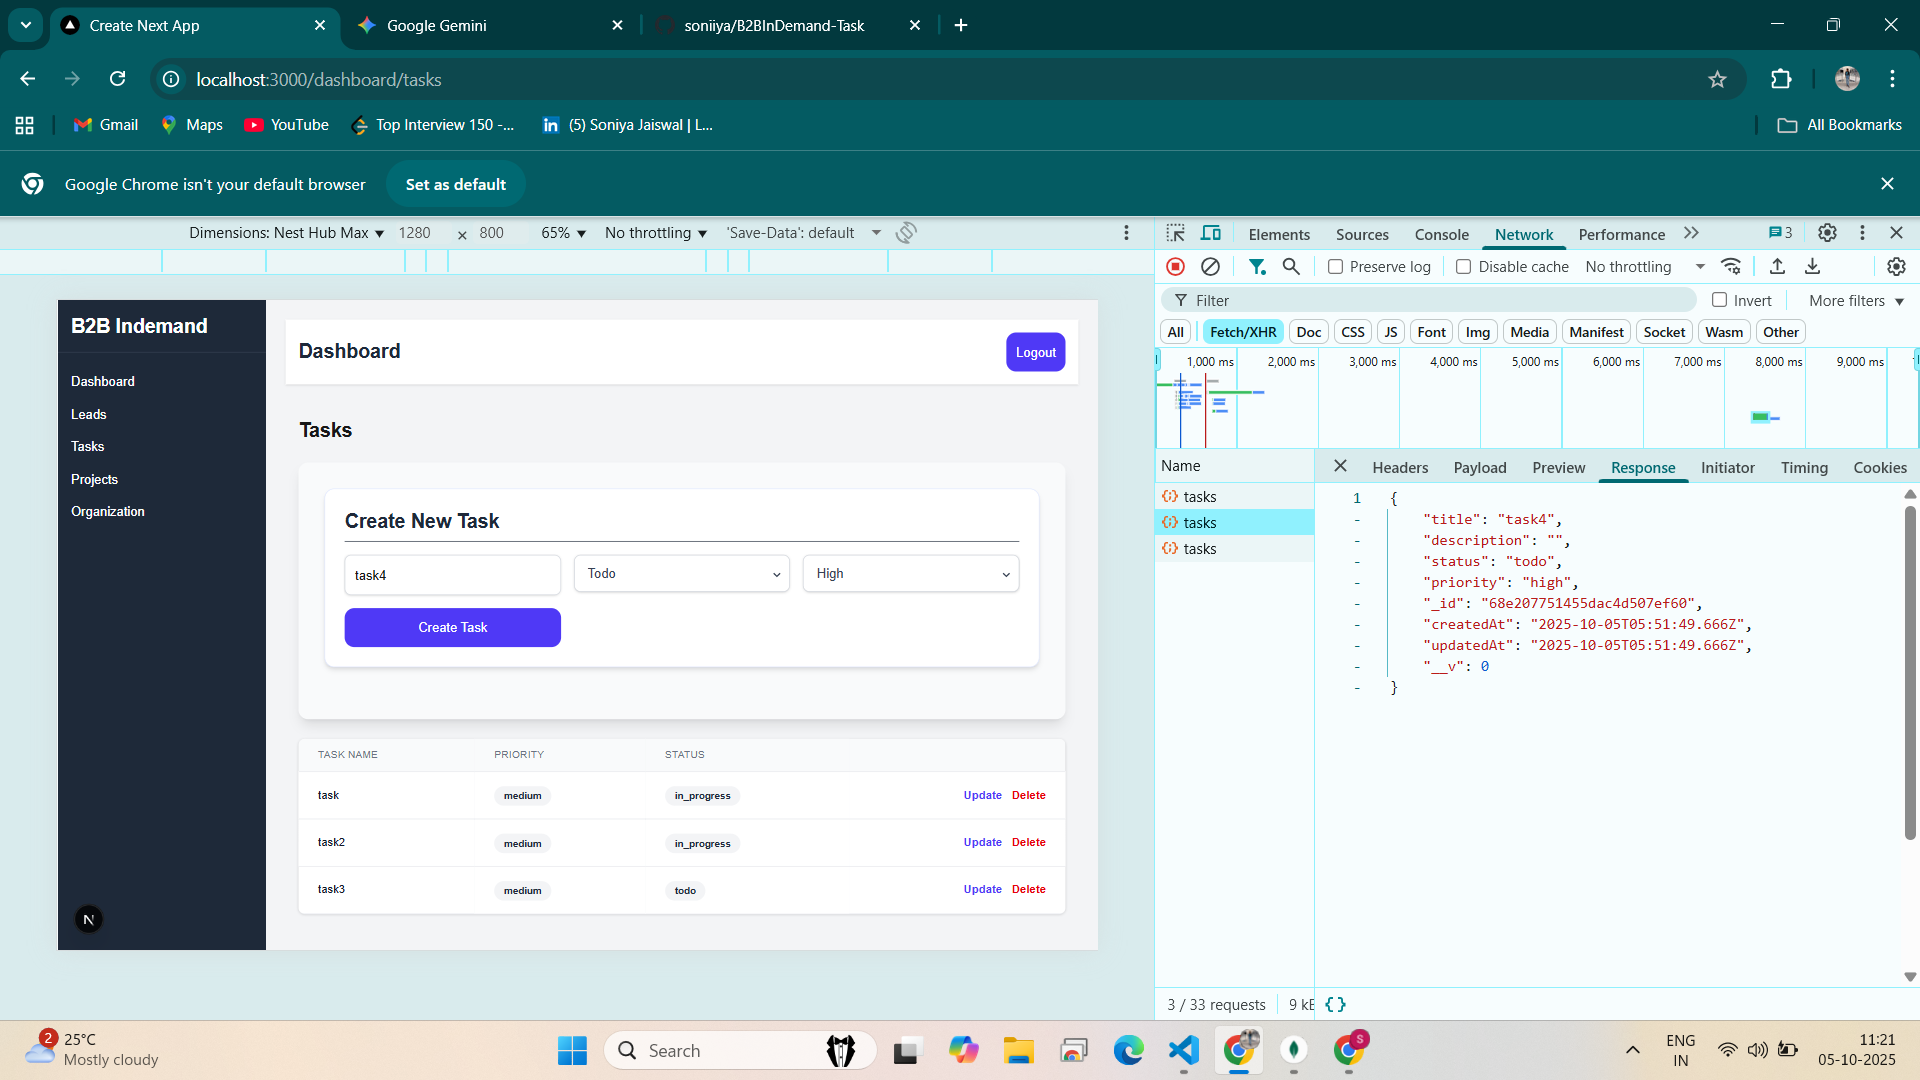 Create Next App
Google Gemini
soniiya/B2BInDemand-Task
localhost:3000/dashboard/tasks
Gmail
Maps
YouTube
Top Interview 150 -...
(5) Soniya Jaiswal | L...
All Bookmarks
Google Chrome isn't your default browser
Set as default
Dimensions: Nest Hub Max
1280
x
800
65%
No throttling
'Save-Data': default
Elements
Sources
Console
Network
Performance
3
Preserve log
Disable cache
No throttling
Filter
Invert
More filters
All
Fetch/XHR
Doc
CSS
JS
Font
Img
Media
Manifest
Socket
Wasm
Other
1,000 ms
2,000 ms
3,000 ms
4,000 ms
5,000 ms
6,000 ms
7,000 ms
8,000 ms
9,000 ms
Name
tasks
tasks
tasks
Headers
Payload
Preview
Response
Initiator
Timing
Cookies
1 {
- "title": "task4",
- "description": "",
- "status": "todo",
- "priority": "high",
- "_id": "68e207751455dac4d507ef60",
- "createdAt": "2025-10-05T05:51:49.666Z",
- "updatedAt": "2025-10-05T05:51:49.666Z",
- "__v": 0
- }
3 / 33 requests
B2B Indemand
Dashboard
Leads
Tasks
Projects
Organization
N
Dashboard
Logout
Tasks
Create New Task
task4
Todo
High
Create Task
TASK NAME PRIORITY STATUS
task medium in_progress Update Delete
task2 medium in_progress Update Delete
task3 medium todo Update Delete
2
25°C
Mostly cloudy
Search
S
ENG
IN
11:21
05-10-2025